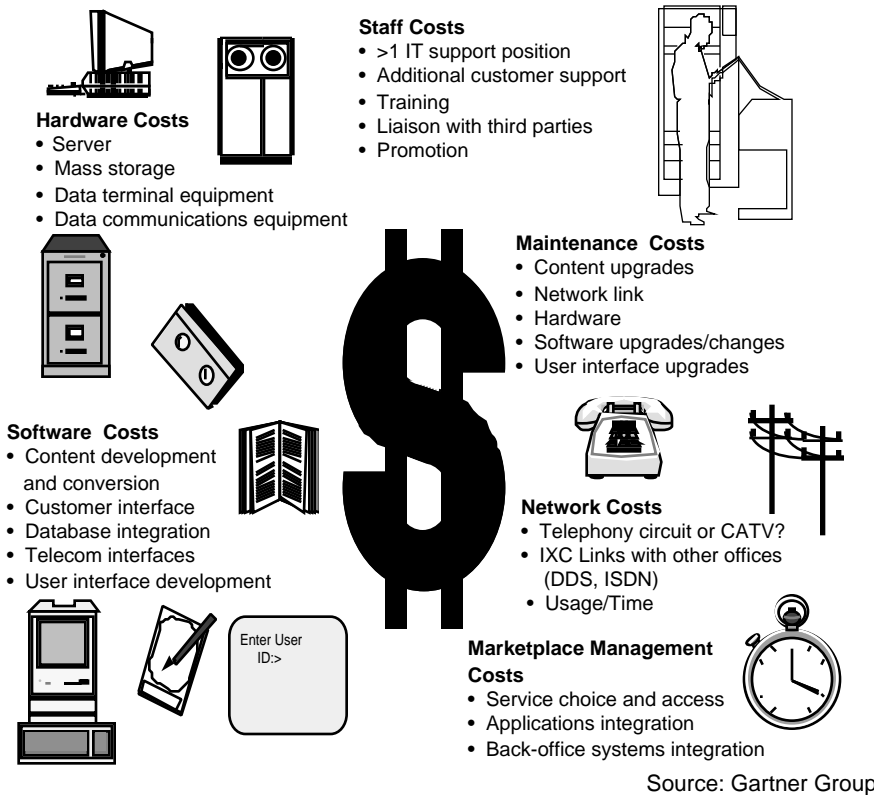 Staff Costs
• >1 IT support position
• Additional customer support
• Training
• Liaison with third parties
• Promotion
Hardware Costs
• Server
• Mass storage
• Data terminal equipment
• Data communications equipment
Maintenance Costs
• Content upgrades
• Network link
• Hardware
• Software upgrades/changes
• User interface upgrades
Software Costs
• Content development
and conversion
• Customer interface
• Database integration
• Telecom interfaces
• User interface development
Network Costs
• Telephony circuit or CATV?
• IXC Links with other offices
(DDS, ISDN)
• Usage/Time
Enter User
ID:>
Marketplace Management
Costs
• Service choice and access
• Applications integration
• Back-office systems integration
$
Source: Gartner Group